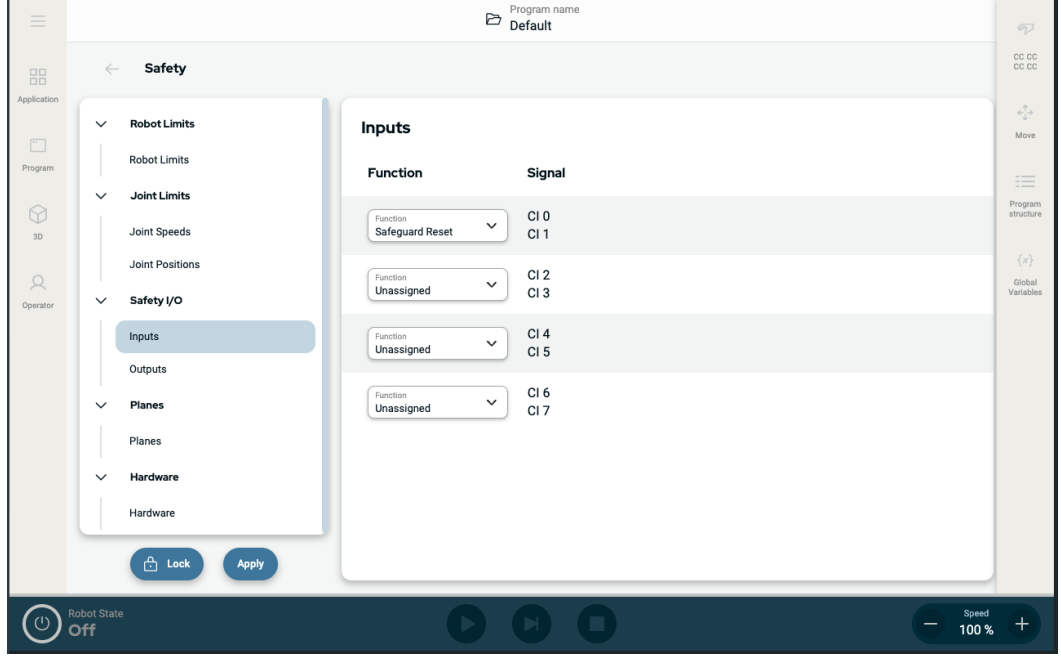 Program name
Default
Safety
Application
Program
3D
Operator
Robot Limits
Robot Limits
Joint Limits
Joint Speeds
Joint Positions
Safety I/O
Inputs
Outputs
Planes
Planes
Hardware
Hardware
Lock
Apply
Inputs
Function
Signal
Function
Safeguard Reset
CI 0
CI 1
Function
Unassigned
CI 2
CI 3
Function
Unassigned
CI 4
CI 5
Function
Unassigned
CI 6
CI 7
CC CC
CC CC
Move
Program
structure
{x}
Global
Variables
Robot State
Off
Speed
100 %